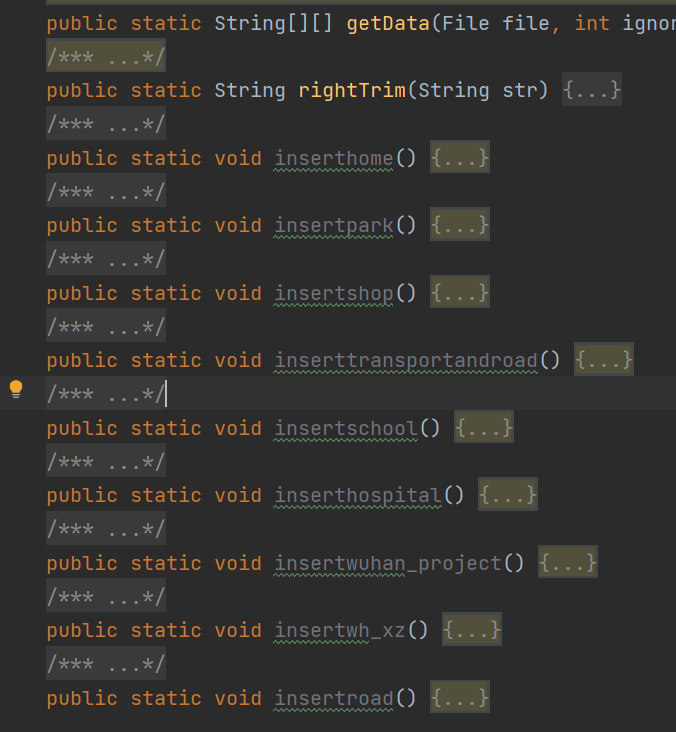 public static String[][] getData(File file, int ignor
/*** ...*/
public static String rightTrim(String str) {...}
/*** ...*/
public static void inserthome() {...}
/*** ...*/
public static void insertpark() {...}
/*** ...*/
public static void insertshop() {...}
/*** ...*/
public static void inserttransportandroad() {...}
/*** ...*/
public static void insertschool() {...}
/*** ...*/
public static void inserthospital() {...}
/*** ...*/
public static void insertwuhan_project() {...}
/*** ...*/
public static void insertwh_xz() {...}
/*** ...*/
public static void insertroad() {...}